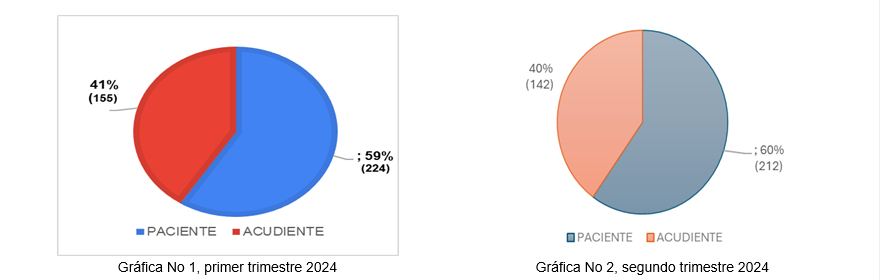 41%
(155)
; 59%
(224)
PACIENTE ACUDIENTE
Gráfica No 1, primer trimestre 2024
40%
(142)
; 60%
(212)
PACIENTE ACUDIENTE
Gráfica No 2, segundo trimestre 2024